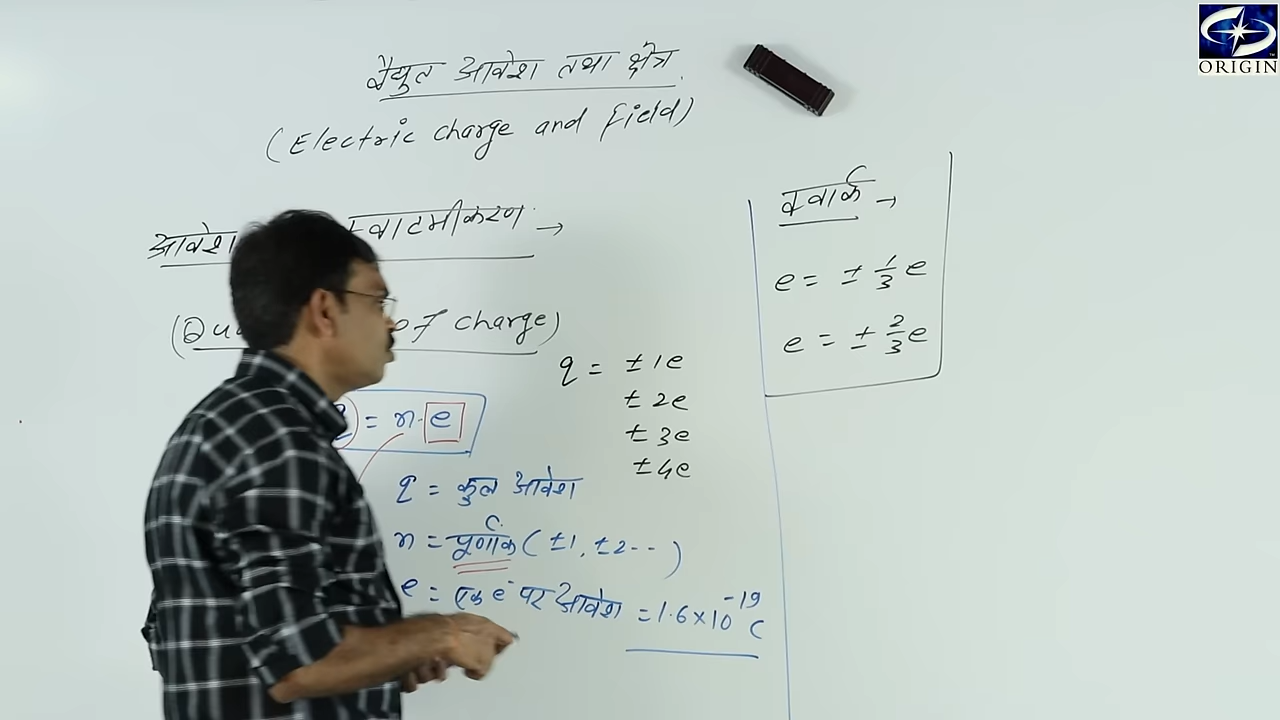 वैद्युत आवेश तथा क्षेत्र
(Electric charge and field)
आवेश क्वाटमीकरण →
(Qua of charge)
q = n·e
q = ±1e
±2e
±3e
±4e
q = कुल आवेश
n = पूर्णांक (±1, ±2--)
e = एक e⁻ पर आवेश = 1.6×10⁻¹⁹ C
क्वार्क →
e = ± 1/3 e
e = ± 2/3 e
ORIGIN